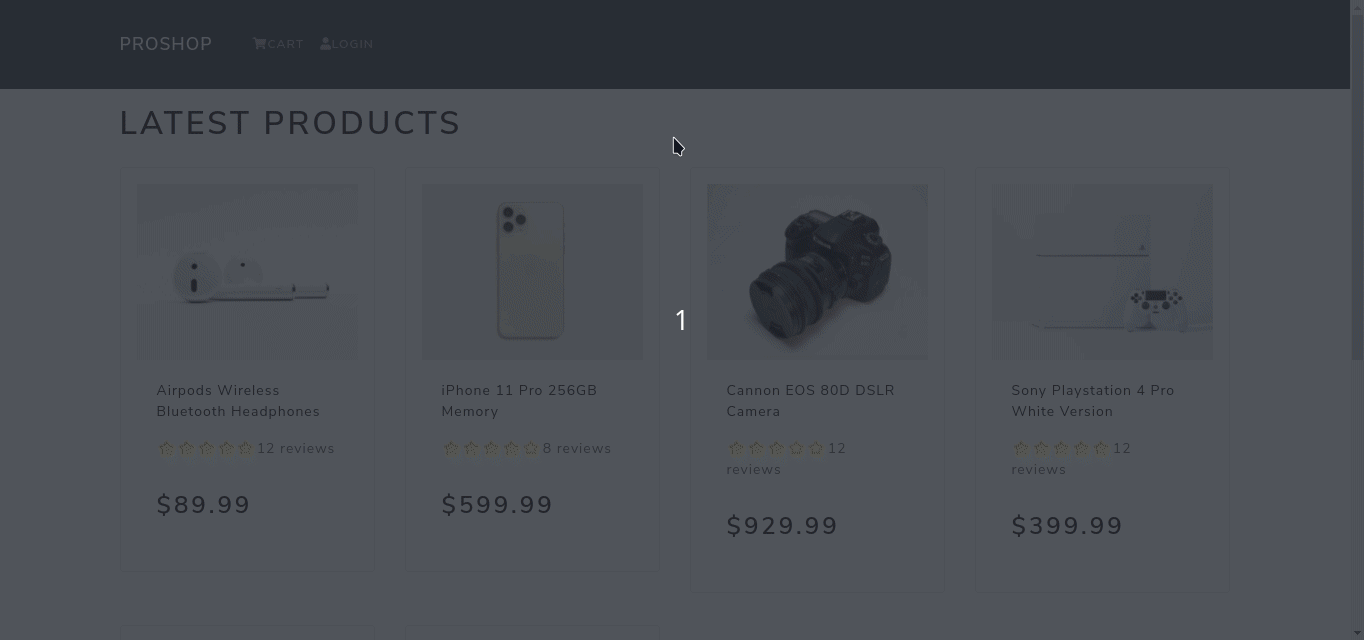 PROSHOP CART LOGIN
LATEST PRODUCTS
1
Airpods Wireless
Bluetooth Headphones
12 reviews
$89.99
iPhone 11 Pro 256GB
Memory
8 reviews
$599.99
Cannon EOS 80D DSLR
Camera
12
reviews
$929.99
Sony Playstation 4 Pro
White Version
12
reviews
$399.99